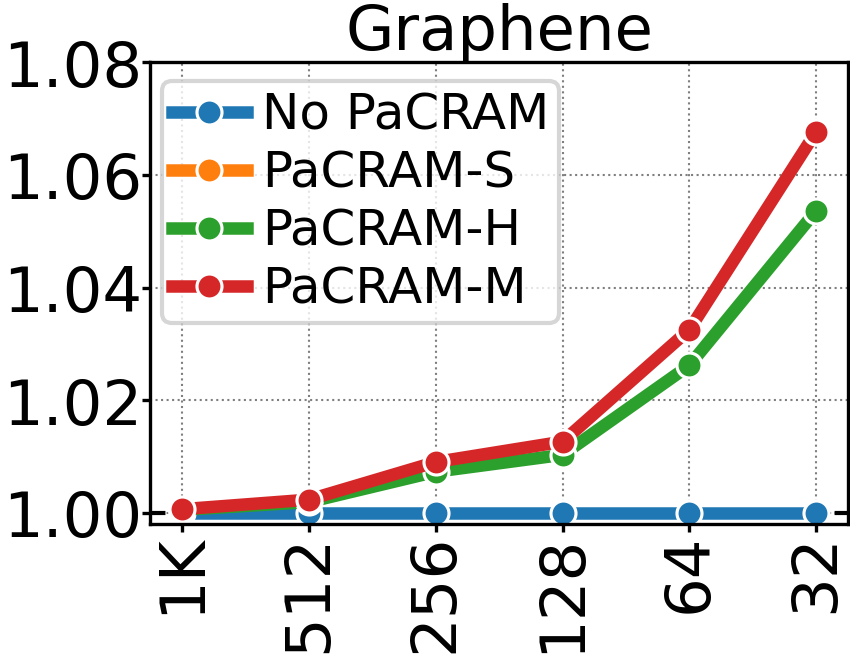 Graphene
1.08
1.06
1.04
1.02
1.00
No PaCRAM
PaCRAM-S
PaCRAM-H
PaCRAM-M
1K
512
256
128
64
32